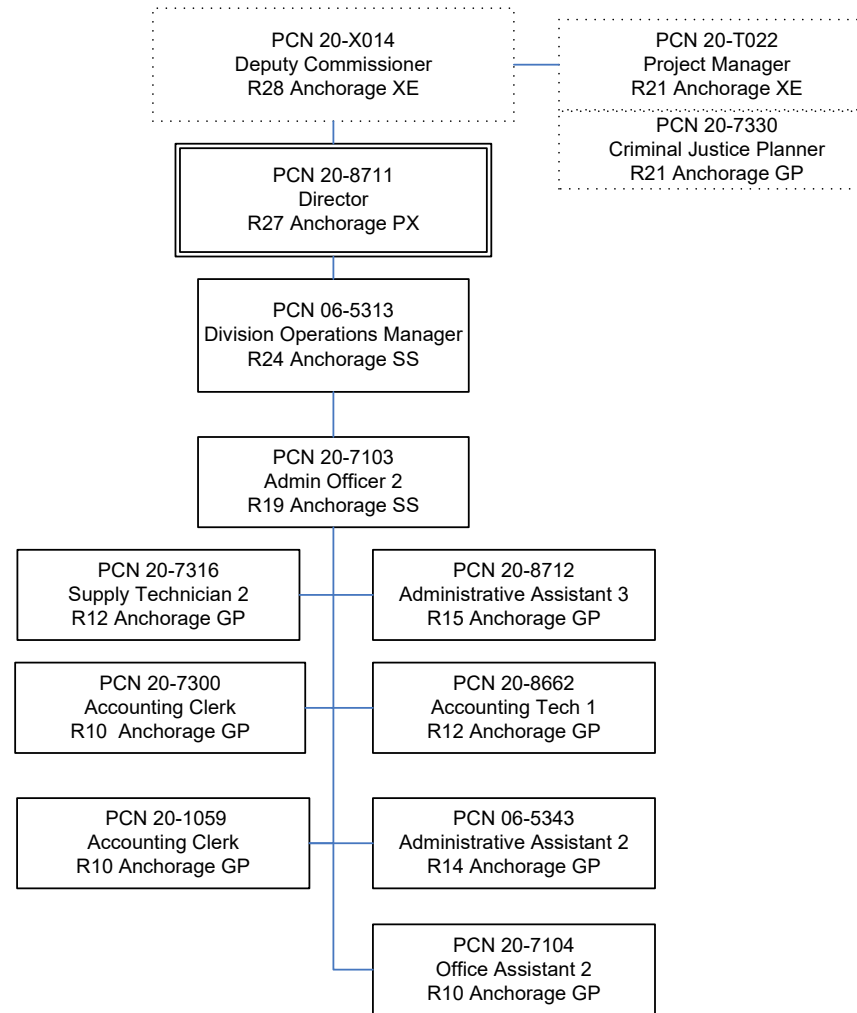 PCN 20-X014
Deputy Commissioner
R28 Anchorage XE
PCN 20-T022
Project Manager
R21 Anchorage XE
PCN 20-7330
Criminal Justice Planner
R21 Anchorage GP
PCN 20-8711
Director
R27 Anchorage PX
PCN 06-5313
Division Operations Manager
R24 Anchorage SS
PCN 20-7103
Admin Officer 2
R19 Anchorage SS
PCN 20-7316
Supply Technician 2
R12 Anchorage GP
PCN 20-8712
Administrative Assistant 3
R15 Anchorage GP
PCN 20-7300
Accounting Clerk
R10  Anchorage GP
PCN 20-8662
Accounting Tech 1
R12 Anchorage GP
PCN 20-1059
Accounting Clerk
R10 Anchorage GP
PCN 06-5343
Administrative Assistant 2
R14 Anchorage GP
PCN 20-7104
Office Assistant 2
R10 Anchorage GP